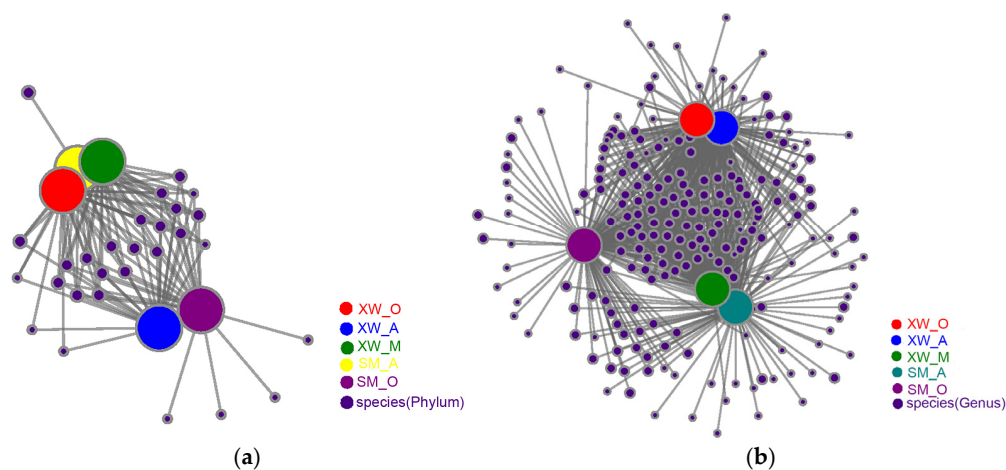 XW_O
XW_A
XW_M
SM_A
SM_O
species(Phylum)
XW_O
XW_A
XW_M
SM_A
SM_O
species(Genus)
(a)
(b)